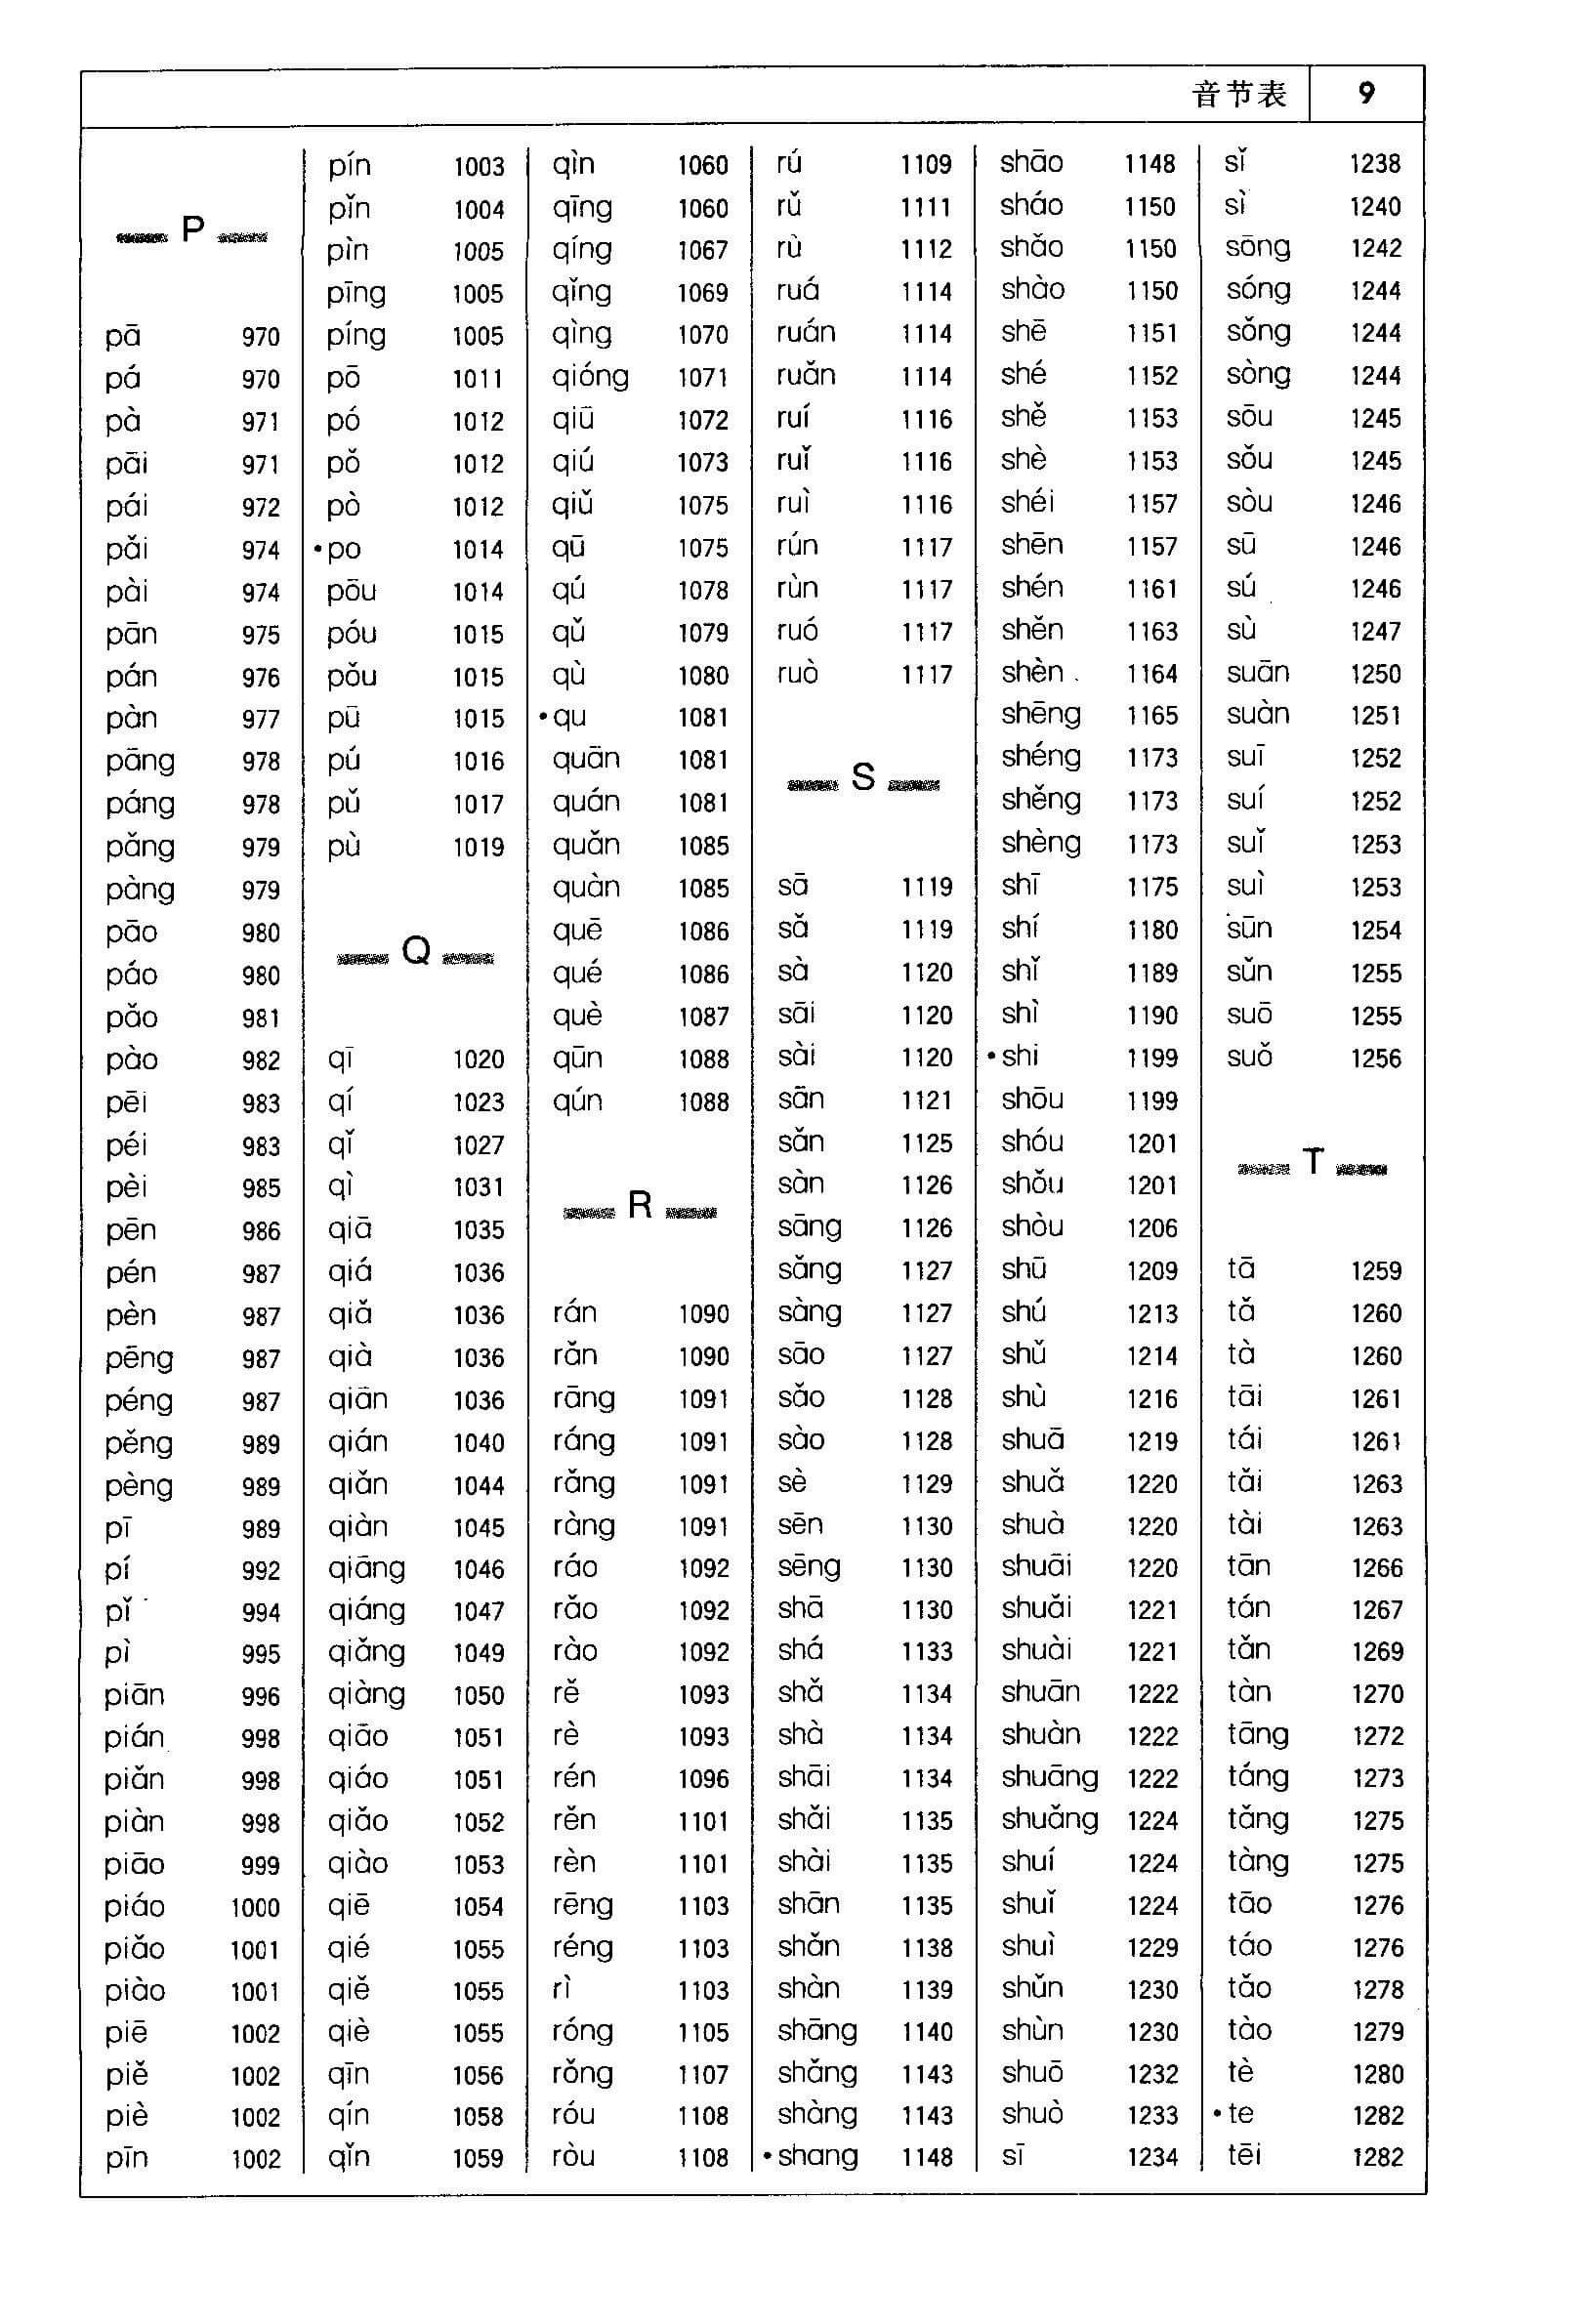 音节表 9
P
pā 970
pá 970
pà 971
pāi 971
pái 972
pǎi 974
pài 974
pān 975
pán 976
pàn 977
pāng 978
páng 978
pǎng 979
pàng 979
pāo 980
páo 980
pǎo 981
pào 982
pēi 983
péi 983
pèi 985
pēn 986
pén 987
pèn 987
pēng 987
péng 987
pěng 989
pèng 989
pī 989
pí 992
pǐ 994
pì 995
piān 996
pián 998
piǎn 998
piàn 998
piāo 999
piáo 1000
piǎo 1001
piào 1001
piē 1002
piě 1002
piè 1002
pīn 1002
pín 1003
pǐn 1004
pìn 1005
pīng 1005
píng 1005
pō 1011
pó 1012
pǒ 1012
pò 1012
•po 1014
pōu 1014
póu 1015
pǒu 1015
pū 1015
pú 1016
pǔ 1017
pù 1019
Q
qī 1020
qí 1023
qǐ 1027
qì 1031
qiā 1035
qiá 1036
qiǎ 1036
qià 1036
qiān 1036
qián 1040
qiǎn 1044
qiàn 1045
qiāng 1046
qiáng 1047
qiǎng 1049
qiàng 1050
qiāo 1051
qiáo 1051
qiǎo 1052
qiào 1053
qiē 1054
qié 1055
qiě 1055
qiè 1055
qīn 1056
qín 1058
qǐn 1059
qìn 1060
qīng 1060
qíng 1067
qǐng 1069
qìng 1070
qióng 1071
qiū 1072
qiú 1073
qiǔ 1075
qū 1075
qú 1078
qǔ 1079
qù 1080
•qu 1081
quān 1081
quán 1081
quǎn 1085
quàn 1085
quē 1086
qué 1086
què 1087
qūn 1088
qún 1088
R
rán 1090
rǎn 1090
rāng 1091
ráng 1091
rǎng 1091
ràng 1091
ráo 1092
rǎo 1092
rào 1092
rě 1093
rè 1093
rén 1096
rěn 1101
rèn 1101
rēng 1103
réng 1103
rì 1103
róng 1105
rǒng 1107
róu 1108
ròu 1108
rú 1109
rǔ 1111
rù 1112
ruá 1114
ruán 1114
ruǎn 1114
ruí 1116
ruǐ 1116
ruì 1116
rún 1117
rùn 1117
ruó 1117
ruò 1117
S
sā 1119
sǎ 1119
sà 1120
sāi 1120
sài 1120
sān 1121
sǎn 1125
sàn 1126
sāng 1126
sǎng 1127
sàng 1127
sāo 1127
sǎo 1128
sào 1128
sè 1129
sēn 1130
sēng 1130
shā 1130
shá 1133
shǎ 1134
shà 1134
shāi 1134
shǎi 1135
shài 1135
shān 1135
shǎn 1138
shàn 1139
shāng 1140
shǎng 1143
shàng 1143
•shang 1148
shāo 1148
sháo 1150
shǎo 1150
shào 1150
shē 1151
shé 1152
shě 1153
shè 1153
shéi 1157
shēn 1157
shén 1161
shěn 1163
shèn 1164
shēng 1165
shéng 1173
shěng 1173
shèng 1173
shī 1175
shí 1180
shǐ 1189
shì 1190
•shi 1199
shōu 1199
shóu 1201
shǒu 1201
shòu 1206
shū 1209
shú 1213
shǔ 1214
shù 1216
shuā 1219
shuǎ 1220
shuà 1220
shuāi 1220
shuǎi 1221
shuài 1221
shuān 1222
shuàn 1222
shuāng 1222
shuǎng 1224
shuí 1224
shuǐ 1224
shuì 1229
shǔn 1230
shùn 1230
shuō 1232
shuò 1233
sī 1234
sǐ 1238
sì 1240
sōng 1242
sóng 1244
sǒng 1244
sòng 1244
sōu 1245
sǒu 1245
sòu 1246
sū 1246
sú 1246
sù 1247
suān 1250
suàn 1251
suī 1252
suí 1252
suǐ 1253
suì 1253
sūn 1254
sǔn 1255
suō 1255
suǒ 1256
T
tā 1259
tǎ 1260
tà 1260
tāi 1261
tái 1261
tǎi 1263
tài 1263
tān 1266
tán 1267
tǎn 1269
tàn 1270
tāng 1272
táng 1273
tǎng 1275
tàng 1275
tāo 1276
táo 1276
tǎo 1278
tào 1279
tè 1280
•te 1282
tēi 1282